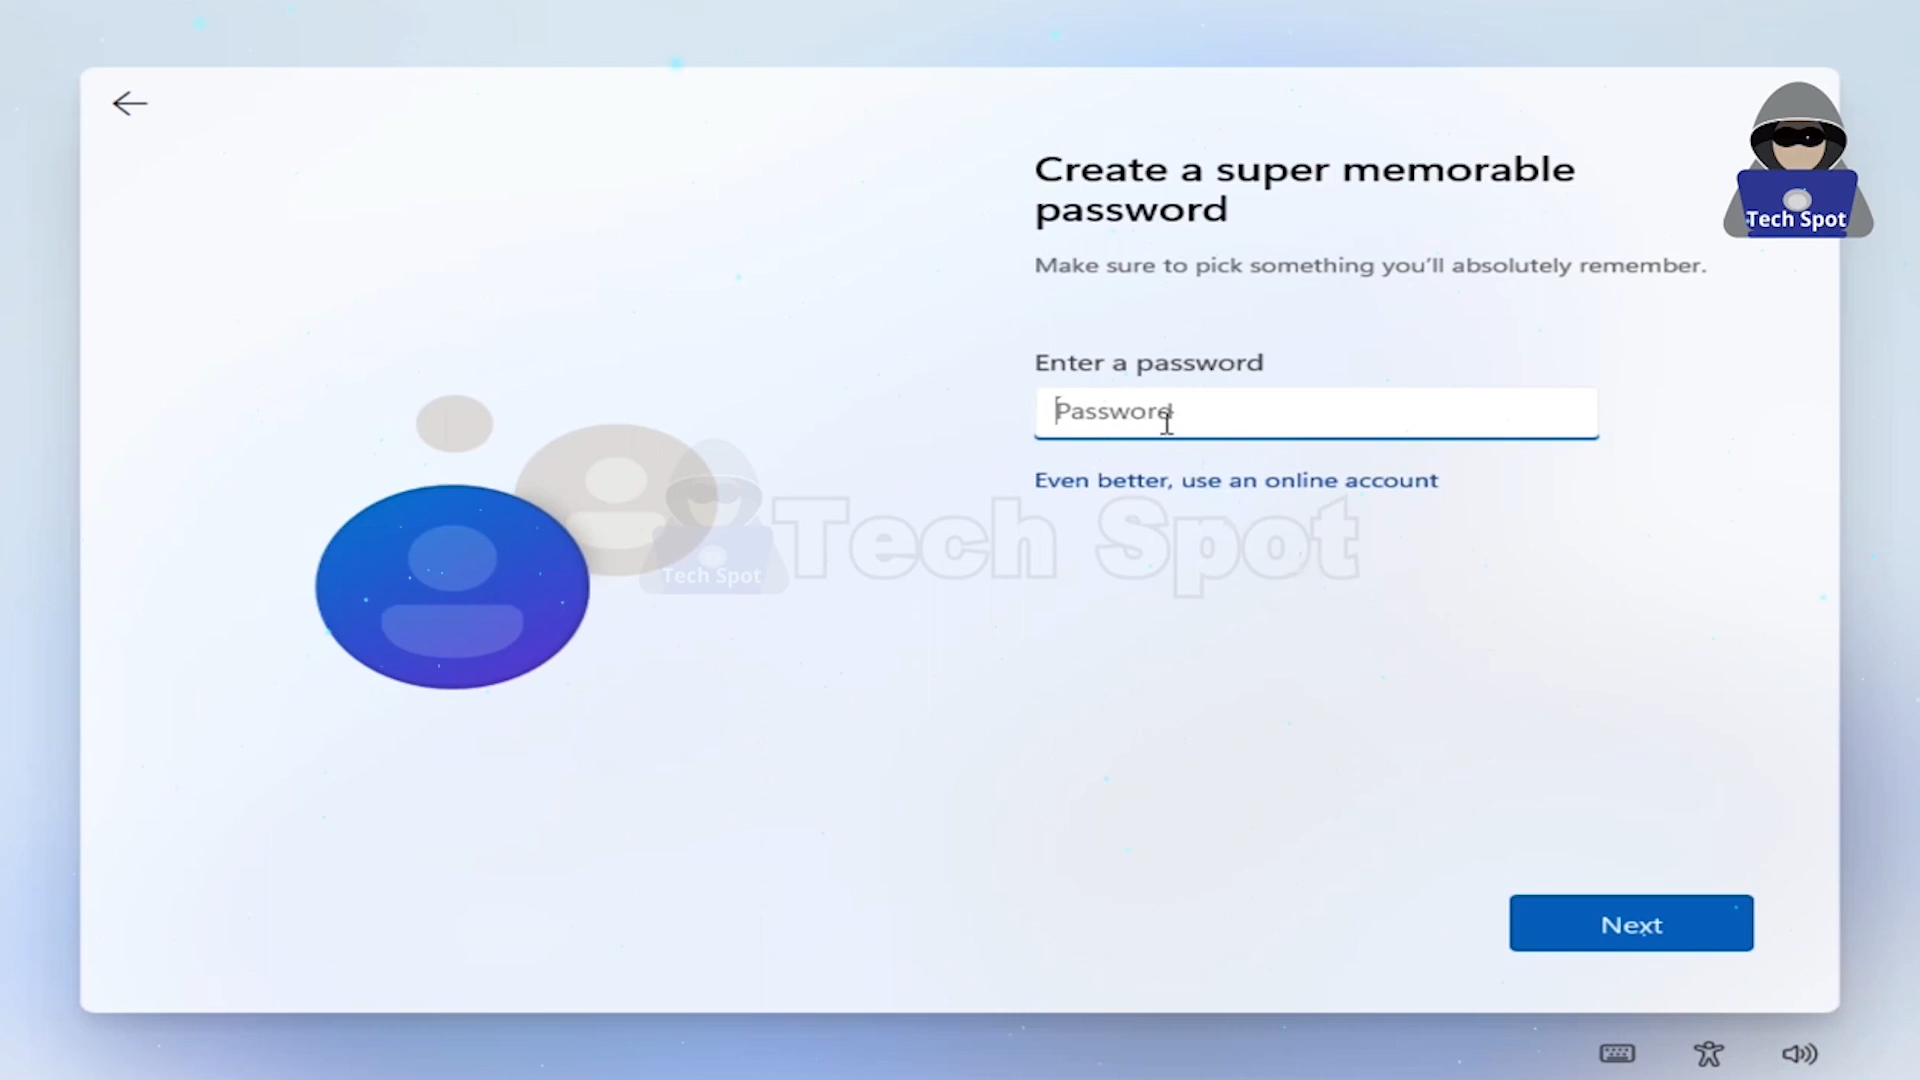 Create a super memorable
password
Tech Spot
Make sure to pick something you'll absolutely remember.
Enter a password
Password
Even better, use an online account
Tech Spot
Tech Spot
Next